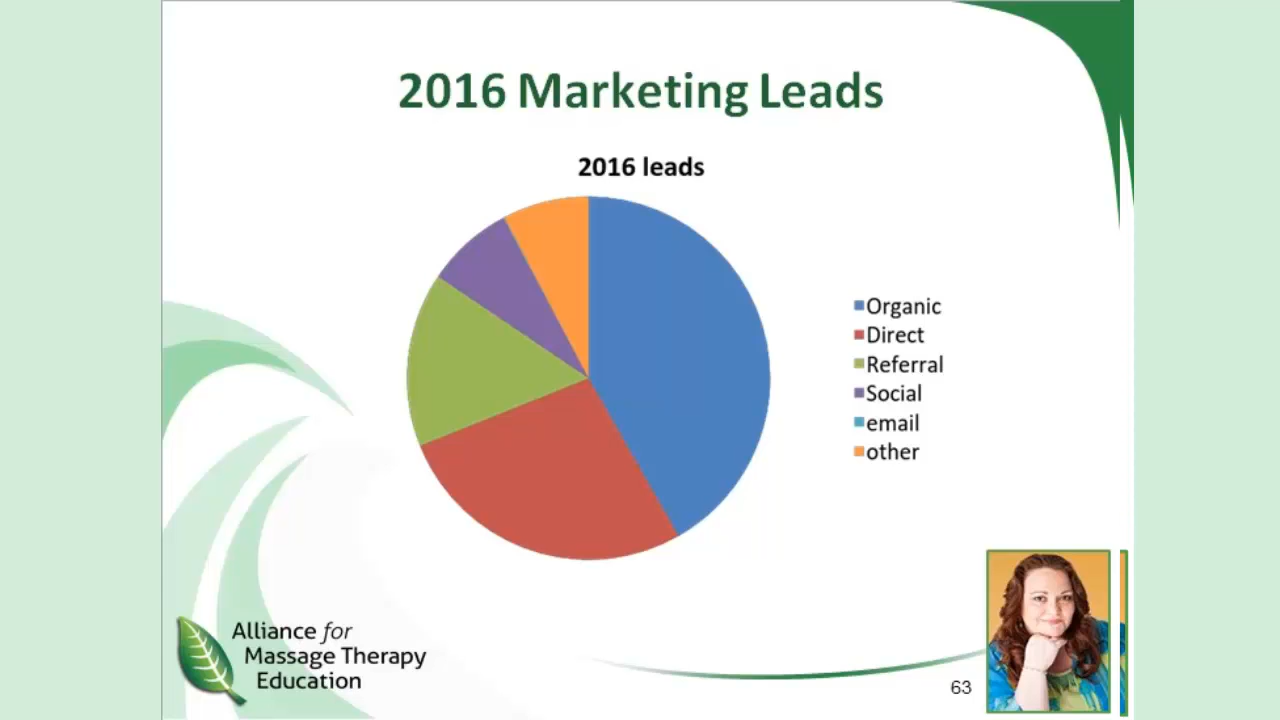 2016 Marketing Leads
2016 leads
Organic
Direct
Referral
Social
email
other
Alliance for
Massage Therapy
Education
63